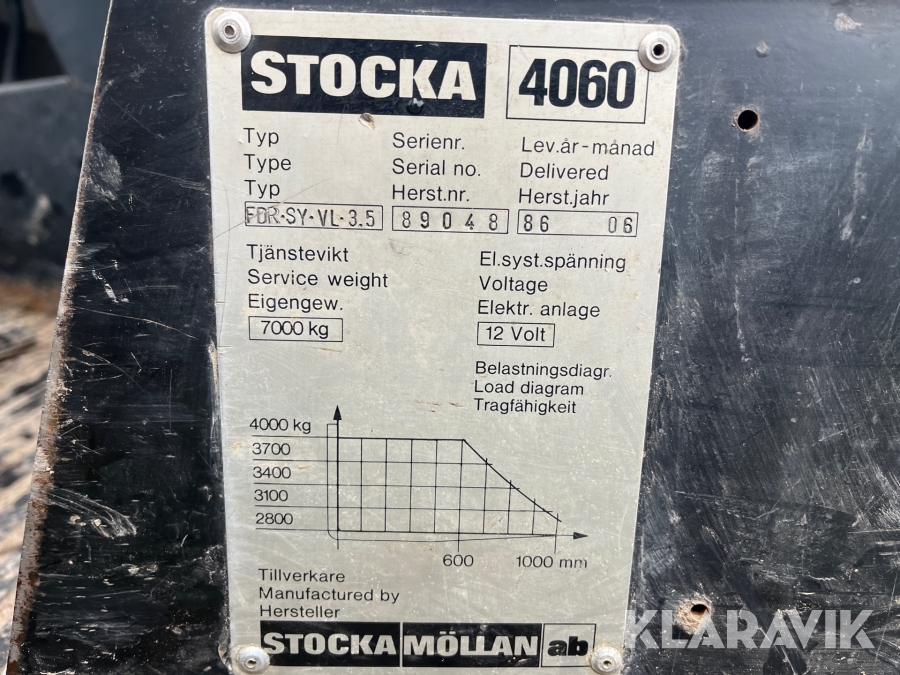 STOCKA 4060
Typ Serienr. Lev.år-månad
Type Serial no. Delivered
Typ Herst.nr. Herst.jahr
FDR-SY-VL-3.5 89048 86 06
Tjänstevikt El.syst.spänning
Service weight Voltage
Eigengew. Elektr. anlage
7000 kg 12 Volt
Belastningsdiagr.
Load diagram
Tragfähigkeit
4000 kg
3700
3400
3100
2800
600 1000 mm
Tillverkare
Manufactured by
Hersteller
STOCKA MÖLLAN ab
KLARAVIK